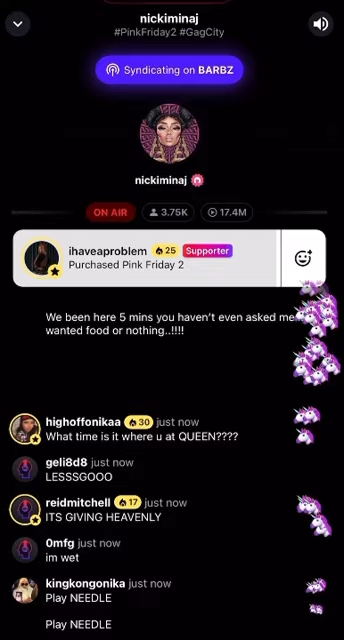 nickiminaj
#PinkFriday2 #GagCity
Syndicating on BARBZ
nickiminaj
ON AIR
3.75K
17.4M
ihaveaproblem 25 Supporter
Purchased Pink Friday 2
We been here 5 mins you haven't even asked me
wanted food or nothing..!!!!
highoffonikaa 30 just now
What time is it where u at QUEEN????
geli8d8 just now
LESSSGOOO
reidmitchell 17 just now
ITS GIVING HEAVENLY
0mfg just now
im wet
kingkongonika just now
Play NEEDLE
Play NEEDLE